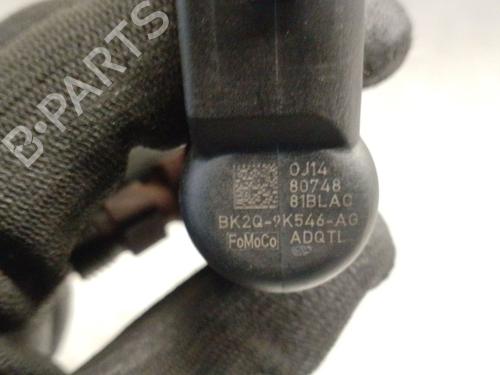 B-PARTS
0J14
80748
81BLAC
BK2Q-9K546-AG
FoMoCo ADQTL